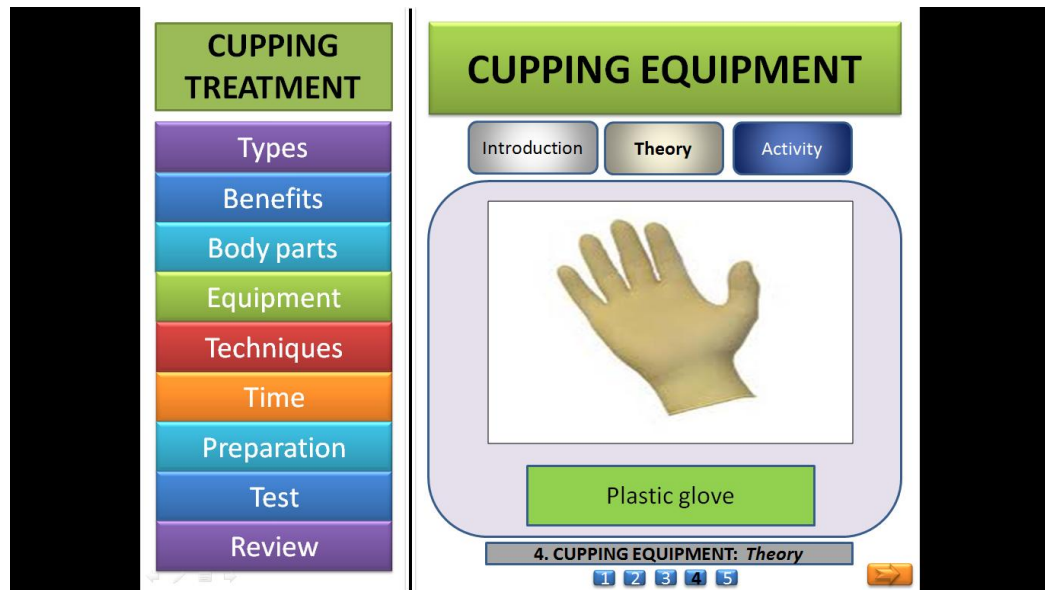 CUPPING
TREATMENT
Types
Benefits
Body parts
Equipment
Techniques
Time
Preparation
Test
Review
CUPPING EQUIPMENT
Introduction
Theory
Activity
Plastic glove
4. CUPPING EQUIPMENT: Theory
1 2 3 4 5